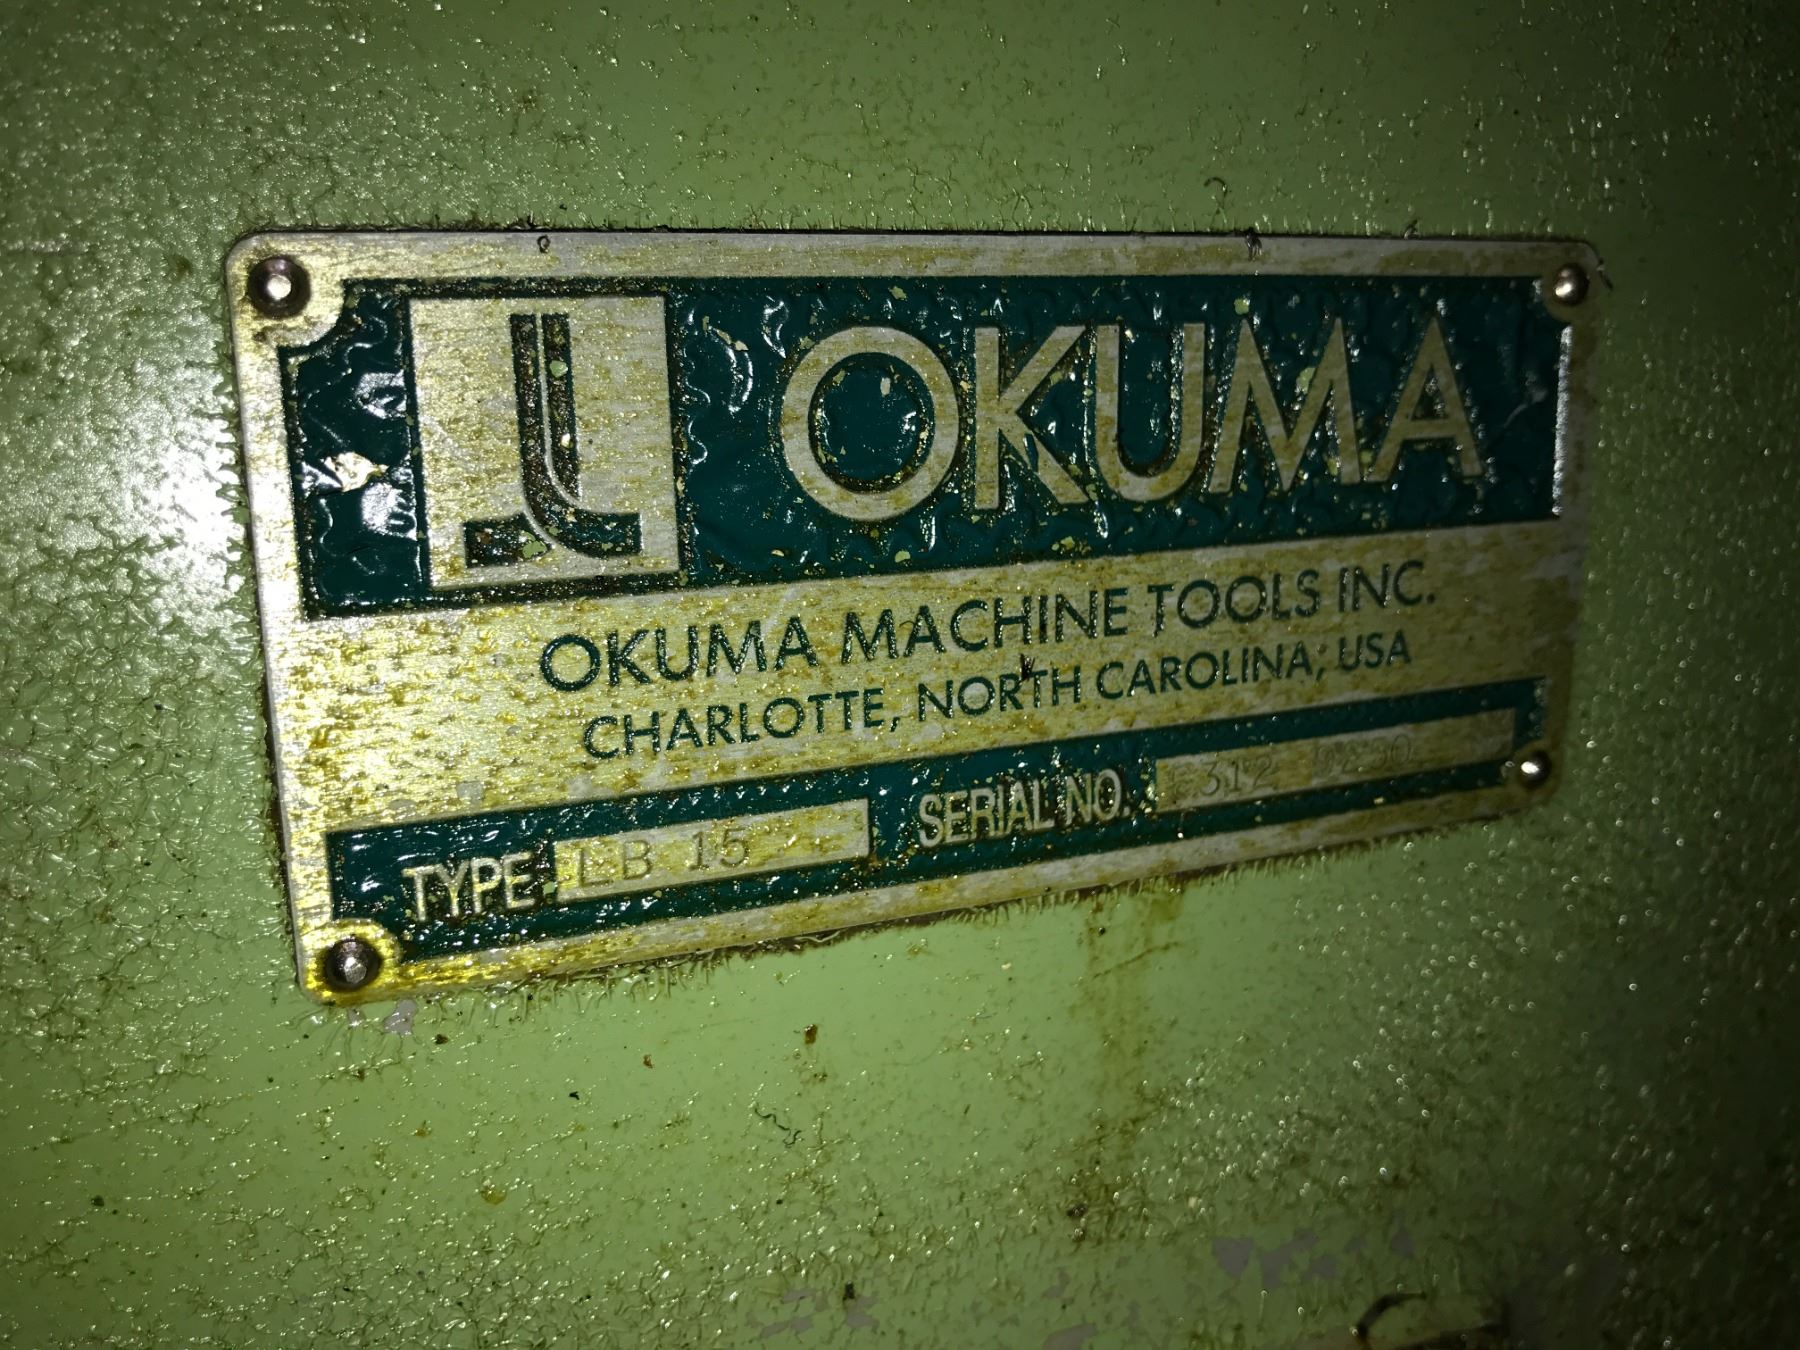 OKUMA
OKUMA MACHINE TOOLS INC.
CHARLOTTE, NORTH CAROLINA, USA
TYPE LB 15 SERIAL NO.